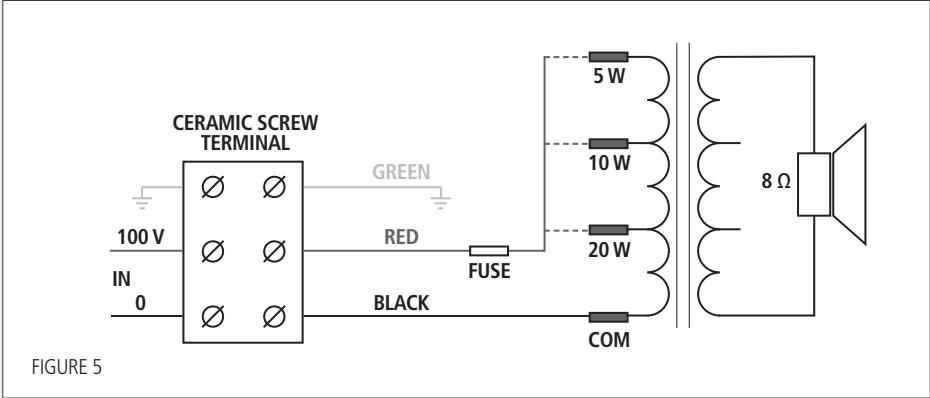 CERAMIC SCREW
TERMINAL
GREEN
100 V
RED
FUSE
IN
0
BLACK
5 W
10 W
20 W
COM
8 Ω
FIGURE 5